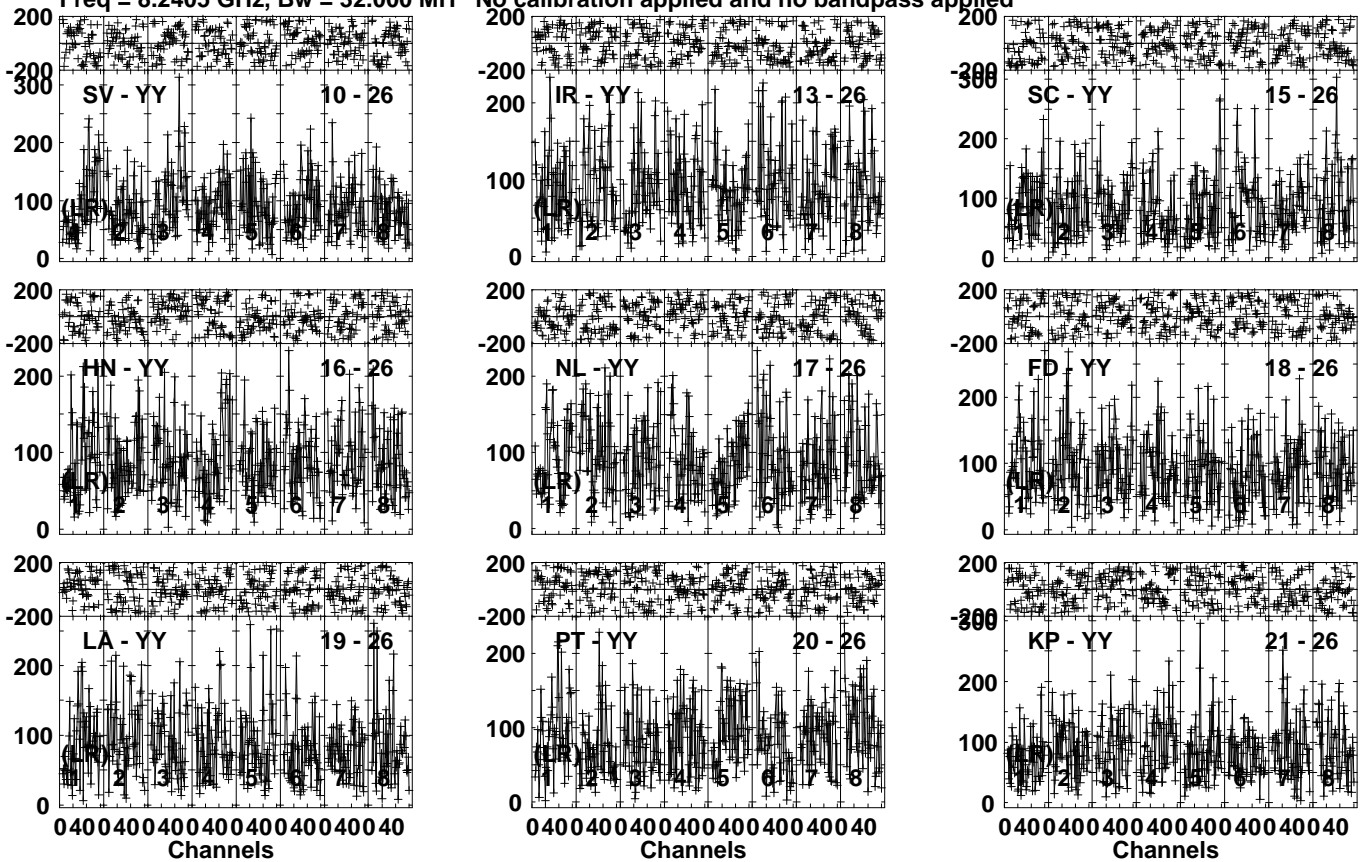 Freq = 8.2405 GHz, Bw = 32.000 MH No calibration applied and no bandpass applied
200 200 200
-200 -200 -200
300 SV - YY 10 - 26 IR - YY 13 - 26 300 SC - YY 15 - 26
200 200 200
100 100 100
(LR) (LR) (LR)
1 2 3 4 5 6 7 8 1 2 3 4 5 6 7 8 1 2 3 4 5 6 7 8
0 0 0
200 200 200
-200 -200 -200
HN - YY 16 - 26 NL - YY 17 - 26 FD - YY 18 - 26
200 200 200
100 100 100
(LR) (LR) (LR)
1 2 3 4 5 6 7 8 1 2 3 4 5 6 7 8 1 2 3 4 5 6 7 8
0 0 0
200 200 200
-200 -200 -200
LA - YY 19 - 26 PT - YY 20 - 26 300 KP - YY 21 - 26
200 200 200
100 100 100
(LR) (LR) (LR)
1 2 3 4 5 6 7 8 1 2 3 4 5 6 7 8 1 2 3 4 5 6 7 8
0 0 0
0 40 0 40 0 40 0 40 0 40 0 40 0 40 0 40 0 40 0 40 0 40 0 40 0 40 0 40 0 40 0 40 0 40 0 40 0 40 0 40 0 40 0 40 0 40 0 40
Channels Channels Channels